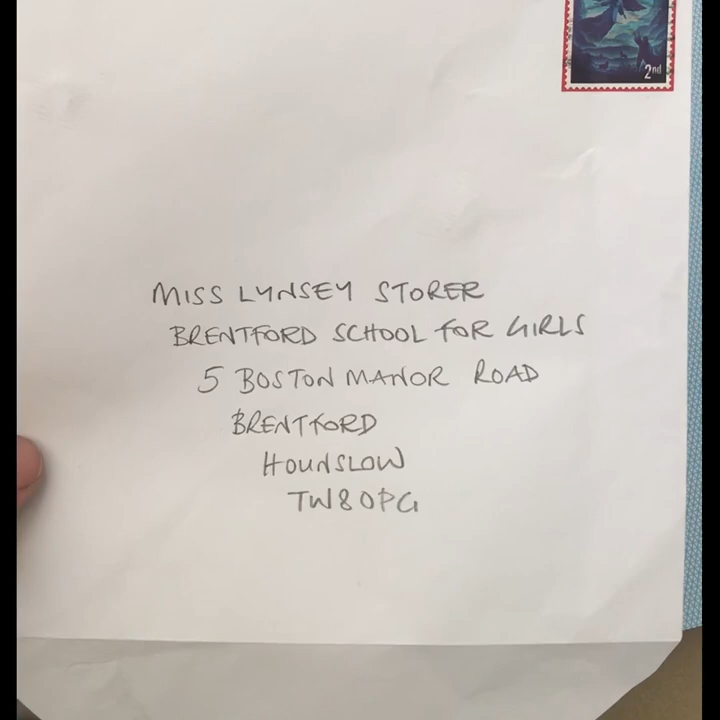 2nd
MISS LYNSEY STORER
BRENTFORD SCHOOL FOR GIRLS
5 BOSTON MANOR ROAD
BRENTFORD
HOUNSLOW
TW8 0PG